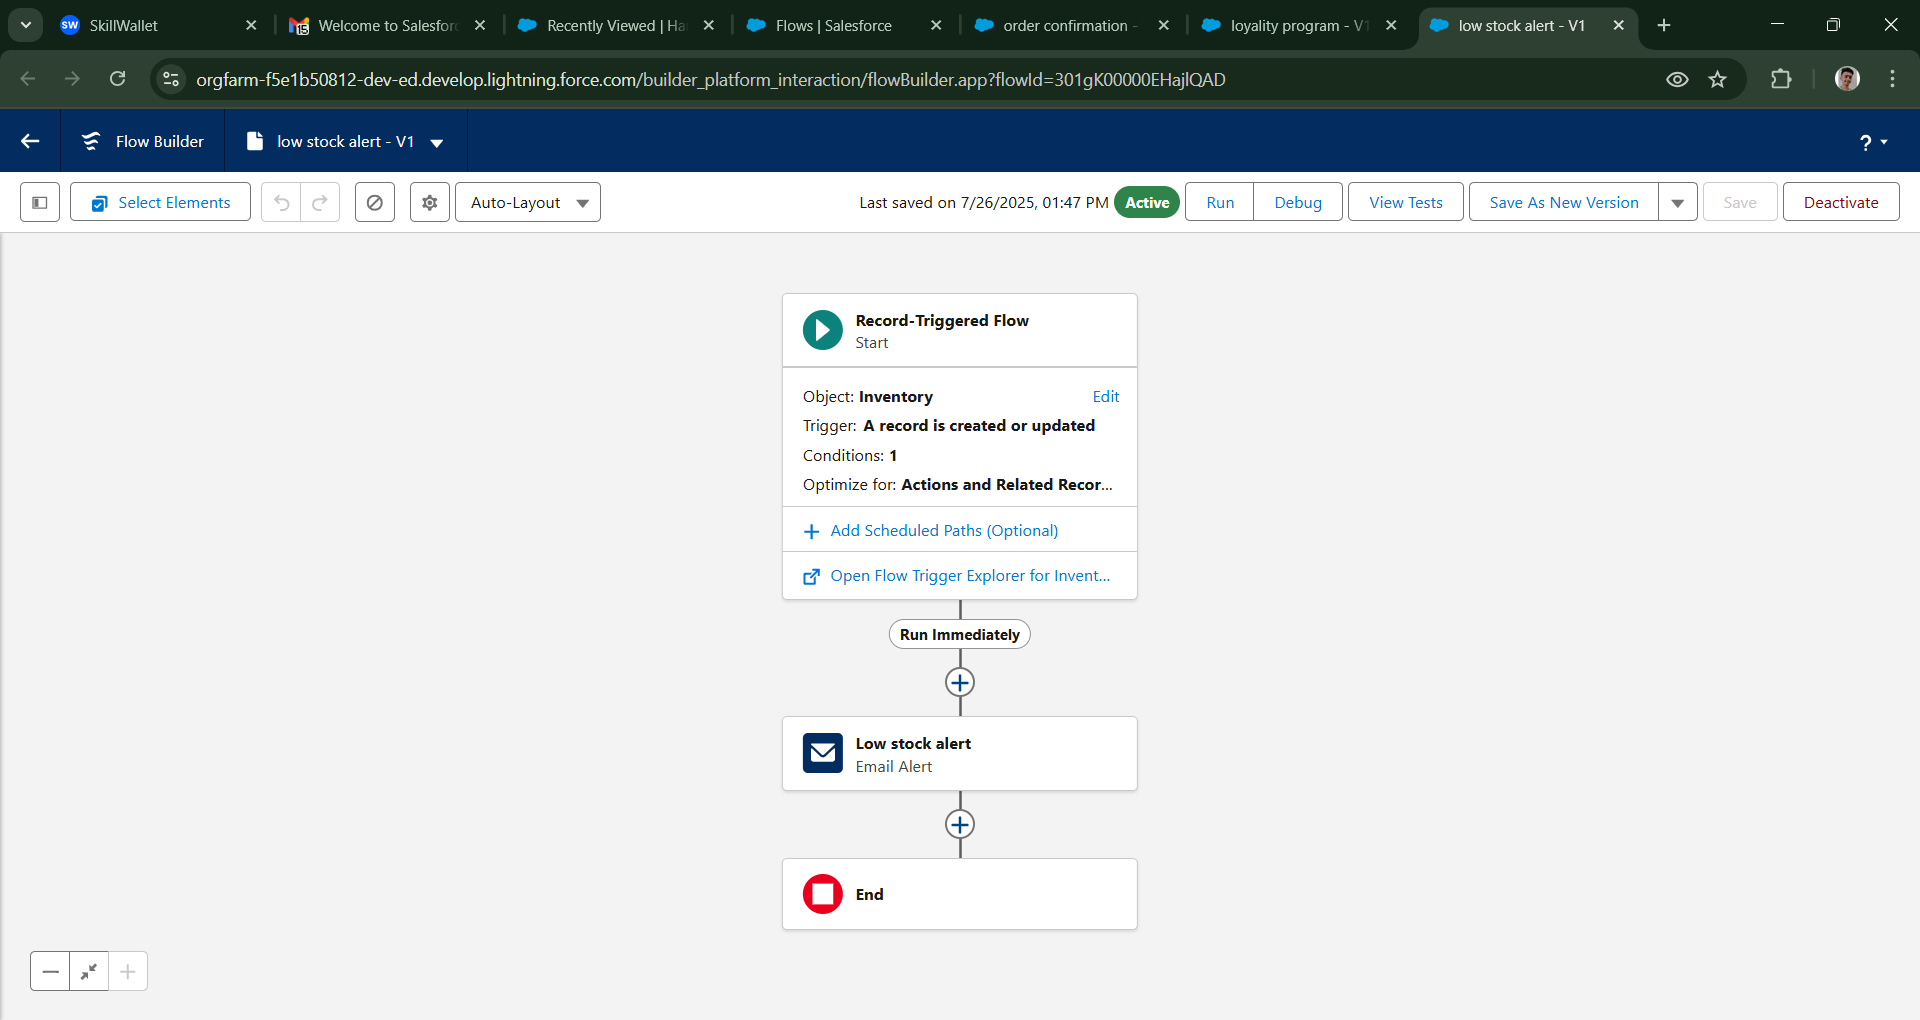 SW SkillWallet
15 Welcome to Salesforc
Recently Viewed | Ha
Flows | Salesforce
order confirmation -
loyality program - V1
low stock alert - V1
orgfarm-f5e1b50812-dev-ed.develop.lightning.force.com/builder_platform_interaction/flowBuilder.app?flowId=301gK00000EHajlQAD
Flow Builder
low stock alert - V1
?
Select Elements
Auto-Layout
Last saved on 7/26/2025, 01:47 PM
Active
Run
Debug
View Tests
Save As New Version
Save
Deactivate
Record-Triggered Flow
Start
Object: Inventory
Edit
Trigger: A record is created or updated
Conditions: 1
Optimize for: Actions and Related Recor...
Add Scheduled Paths (Optional)
Open Flow Trigger Explorer for Invent...
Run Immediately
Low stock alert
Email Alert
End